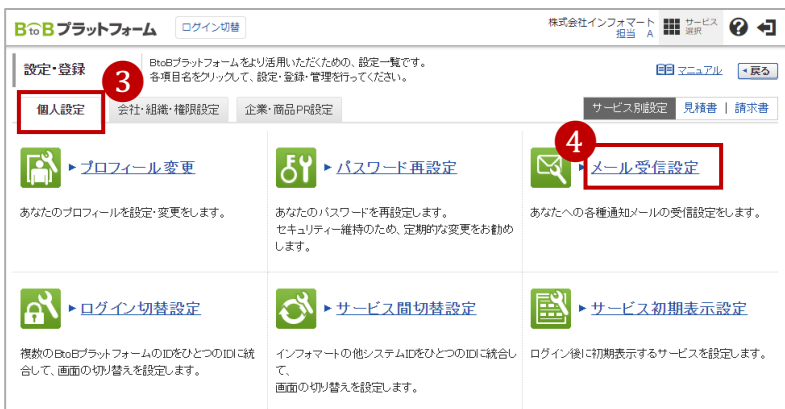 BtoBプラットフォーム
ログイン切替
株式会社インフォマート
担当 A
サービス
選択
設定・登録
BtoBプラットフォームをより活用いただくための、設定一覧です。
各項目名をクリックして、設定・登録・管理を行ってください。
マニュアル
戻る
3
個人設定
会社・組織・権限設定
企業・商品PR設定
サービス別設定
見積書 | 請求書
4
プロフィール変更
パスワード再設定
メール受信設定
あなたのプロフィールを設定・変更をします。
あなたのパスワードを再設定します。
セキュリティー維持のため、定期的な変更をお勧め
します。
あなたへの各種通知メールの受信設定をします。
ログイン切替設定
サービス間切替設定
サービス初期表示設定
複数のBtoBプラットフォームのIDをひとつのIDに統
合して、画面の切り替えを設定します。
インフォマートの他システムIDをひとつのIDに統合し
て、
画面の切り替えを設定します。
ログイン後に初期表示するサービスを設定します。